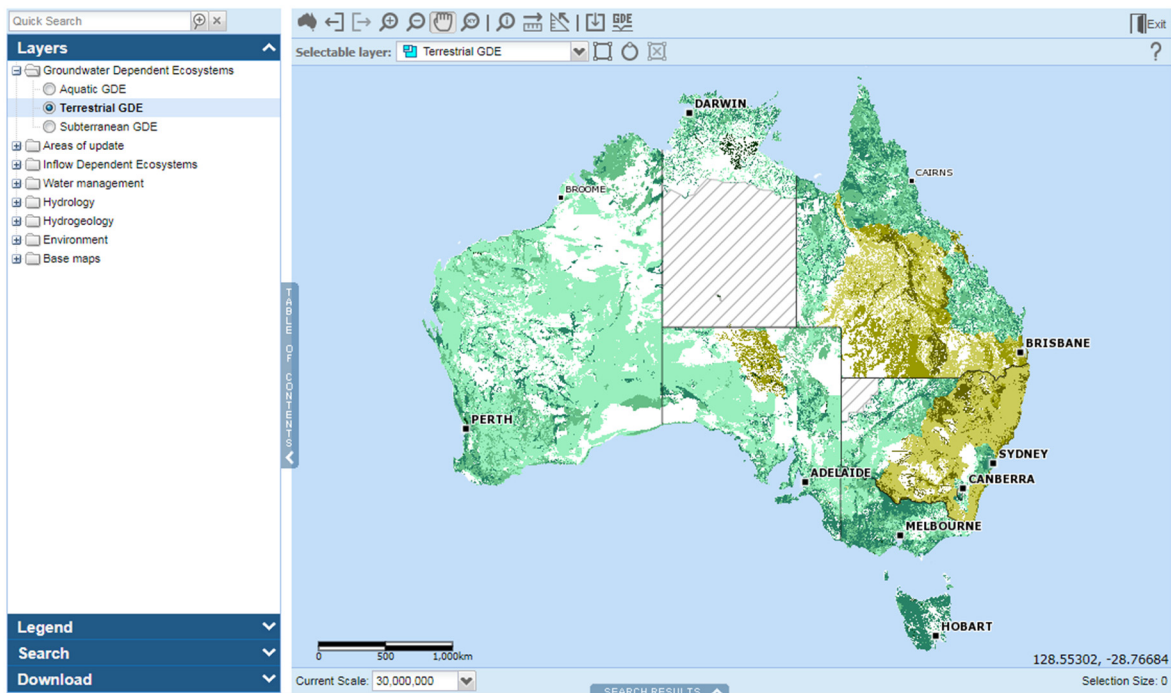 Quick Search
Layers
Groundwater Dependent Ecosystems
Aquatic GDE
Terrestrial GDE
Subterranean GDE
Areas of update
Inflow Dependent Ecosystems
Water management
Hydrology
Hydrogeology
Environment
Base maps
Legend
Search
Download
TABLE OF CONTENTS
XY
GDE
Exit
Selectable layer:
Terrestrial GDE
?
DARWIN
CAIRNS
BROOME
BRISBANE
PERTH
SYDNEY
ADELAIDE
CANBERRA
MELBOURNE
HOBART
0 500 1,000km
128.55302, -28.76684
Current Scale: 30,000,000
SEARCH RESULTS
Selection Size: 0